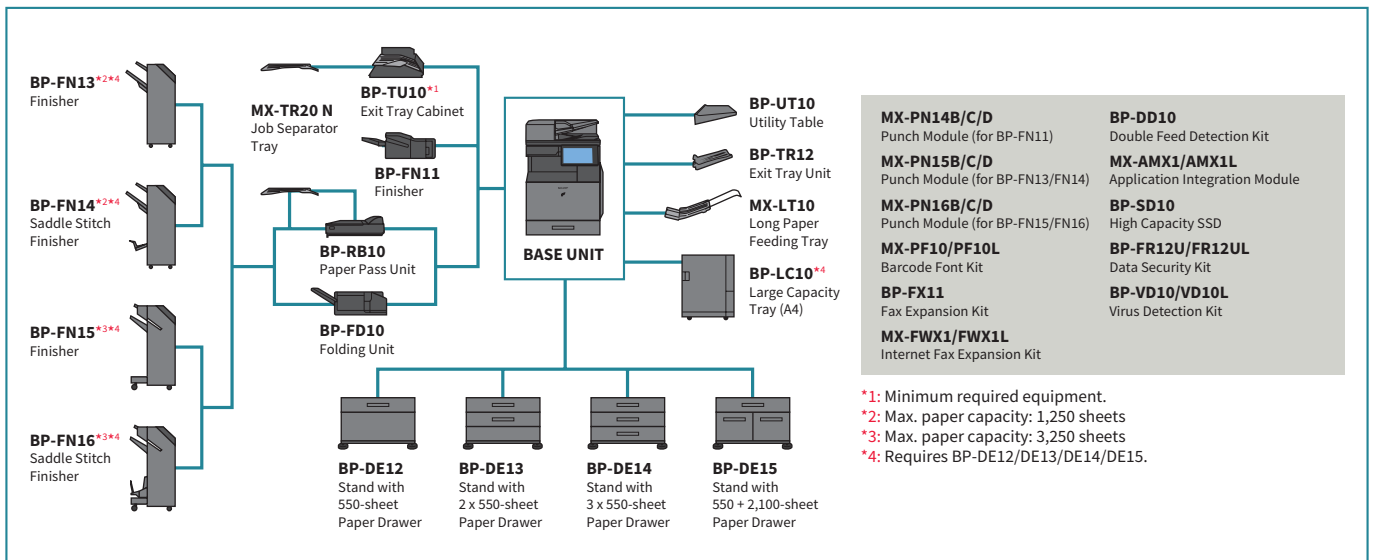 BP-FN13*2*4
Finisher
BP-FN14*2*4
Saddle Stitch
Finisher
BP-FN15*3*4
Finisher
BP-FN16*3*4
Saddle Stitch
Finisher
MX-TR20 N
Job Separator
Tray
BP-TU10*1
Exit Tray Cabinet
BP-FN11
Finisher
BP-RB10
Paper Pass Unit
BP-FD10
Folding Unit
BASE UNIT
BP-UT10
Utility Table
BP-TR12
Exit Tray Unit
MX-LT10
Long Paper
Feeding Tray
BP-LC10*4
Large Capacity
Tray (A4)
BP-DE12
Stand with
550-sheet
Paper Drawer
BP-DE13
Stand with
2 x 550-sheet
Paper Drawer
BP-DE14
Stand with
3 x 550-sheet
Paper Drawer
BP-DE15
Stand with
550 + 2,100-sheet
Paper Drawer
MX-PN14B/C/D
Punch Module (for BP-FN11)
MX-PN15B/C/D
Punch Module (for BP-FN13/FN14)
MX-PN16B/C/D
Punch Module (for BP-FN15/FN16)
MX-PF10/PF10L
Barcode Font Kit
BP-FX11
Fax Expansion Kit
MX-FWX1/FWX1L
Internet Fax Expansion Kit
BP-DD10
Double Feed Detection Kit
MX-AMX1/AMX1L
Application Integration Module
BP-SD10
High Capacity SSD
BP-FR12U/FR12UL
Data Security Kit
BP-VD10/VD10L
Virus Detection Kit
*1: Minimum required equipment.
*2: Max. paper capacity: 1,250 sheets
*3: Max. paper capacity: 3,250 sheets
*4: Requires BP-DE12/DE13/DE14/DE15.